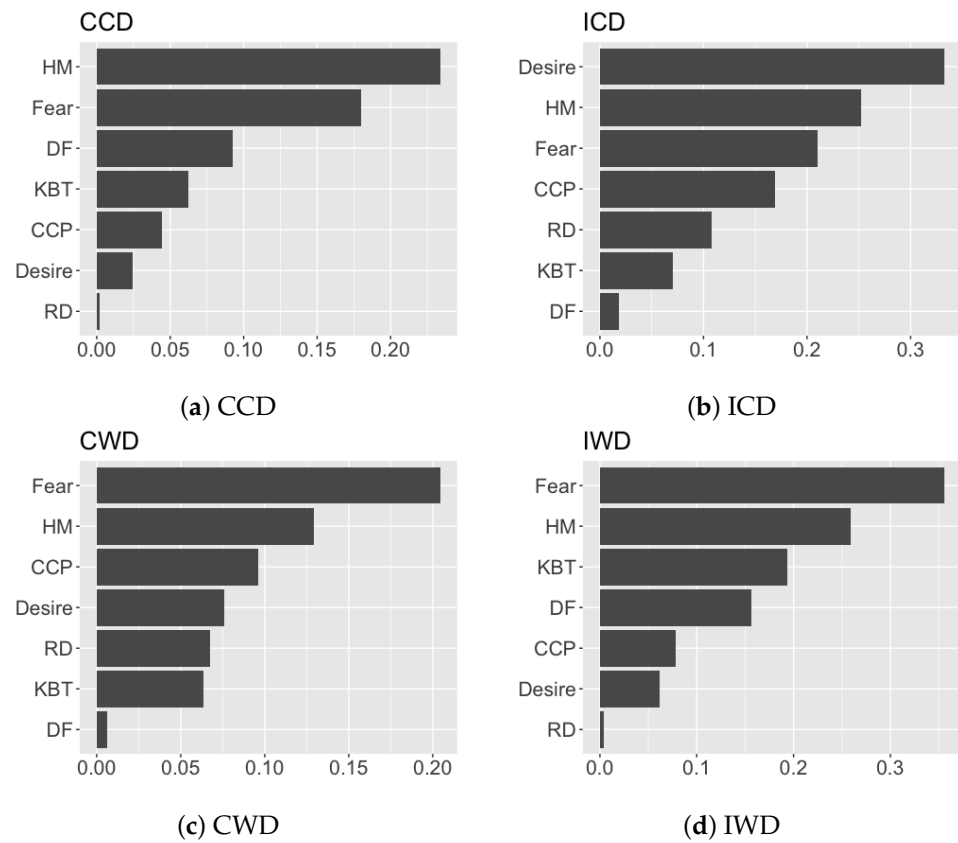 CCD
HM
Fear
DF
KBT
CCP
Desire
RD
0.00 0.05 0.10 0.15 0.20
(a) CCD
ICD
Desire
HM
Fear
CCP
RD
KBT
DF
0.0 0.1 0.2 0.3
(b) ICD
CWD
Fear
HM
CCP
Desire
RD
KBT
DF
0.00 0.05 0.10 0.15 0.20
(c) CWD
IWD
Fear
HM
KBT
DF
CCP
Desire
RD
0.0 0.1 0.2 0.3
(d) IWD